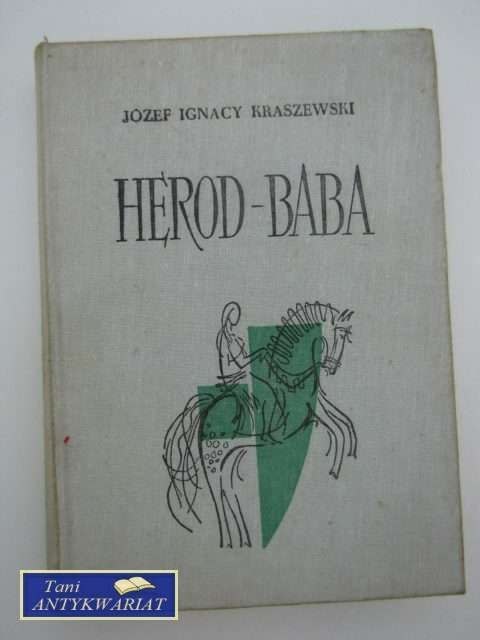 JÓZEF IGNACY KRASZEWSKI
HEROD-BABA
Tani
ANTYKWARIAT